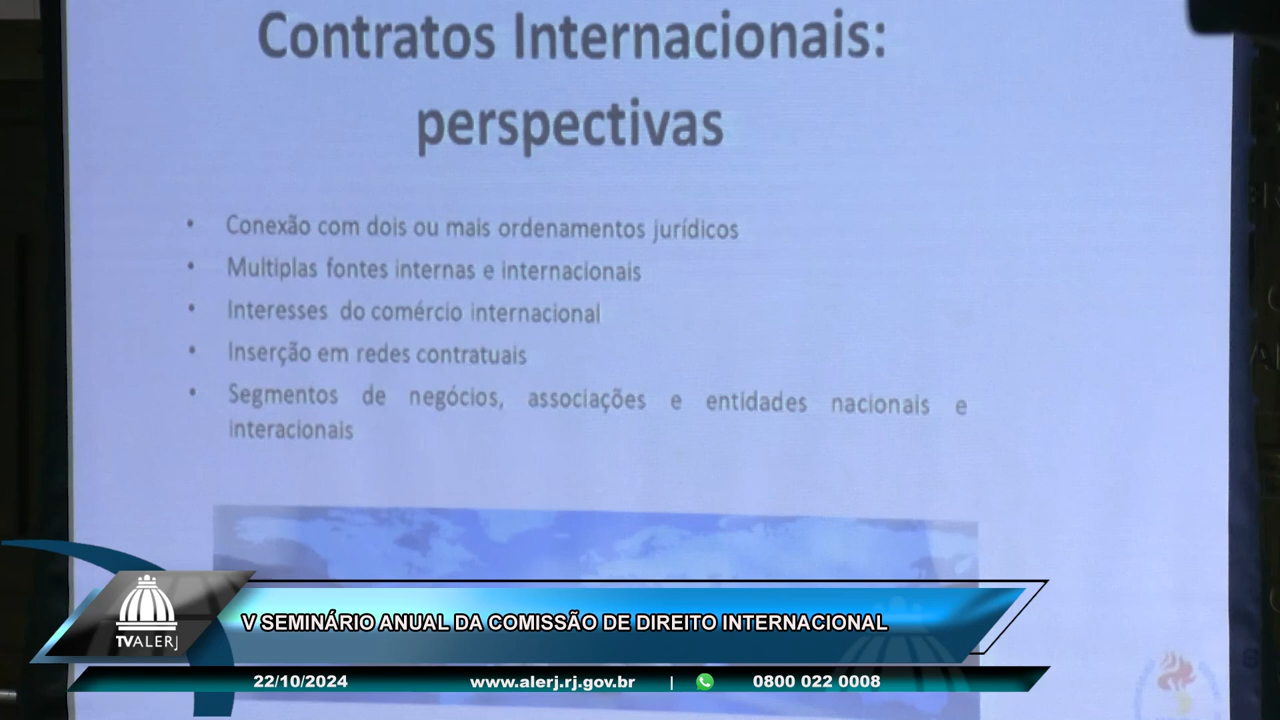 Contratos Internacionais:
perspectivas
• Conexão com dois ou mais ordenamentos jurídicos
• Multiplas fontes internas e internacionais
• Interesses do comércio internacional
• Inserção em redes contratuais
• Segmentos de negócios, associações e entidades nacionais e
interacionais
V SEMINÁRIO ANUAL DA COMISSÃO DE DIREITO INTERNACIONAL
TVALERJ
22/10/2024 www.alerj.rj.gov.br | 0800 022 0008